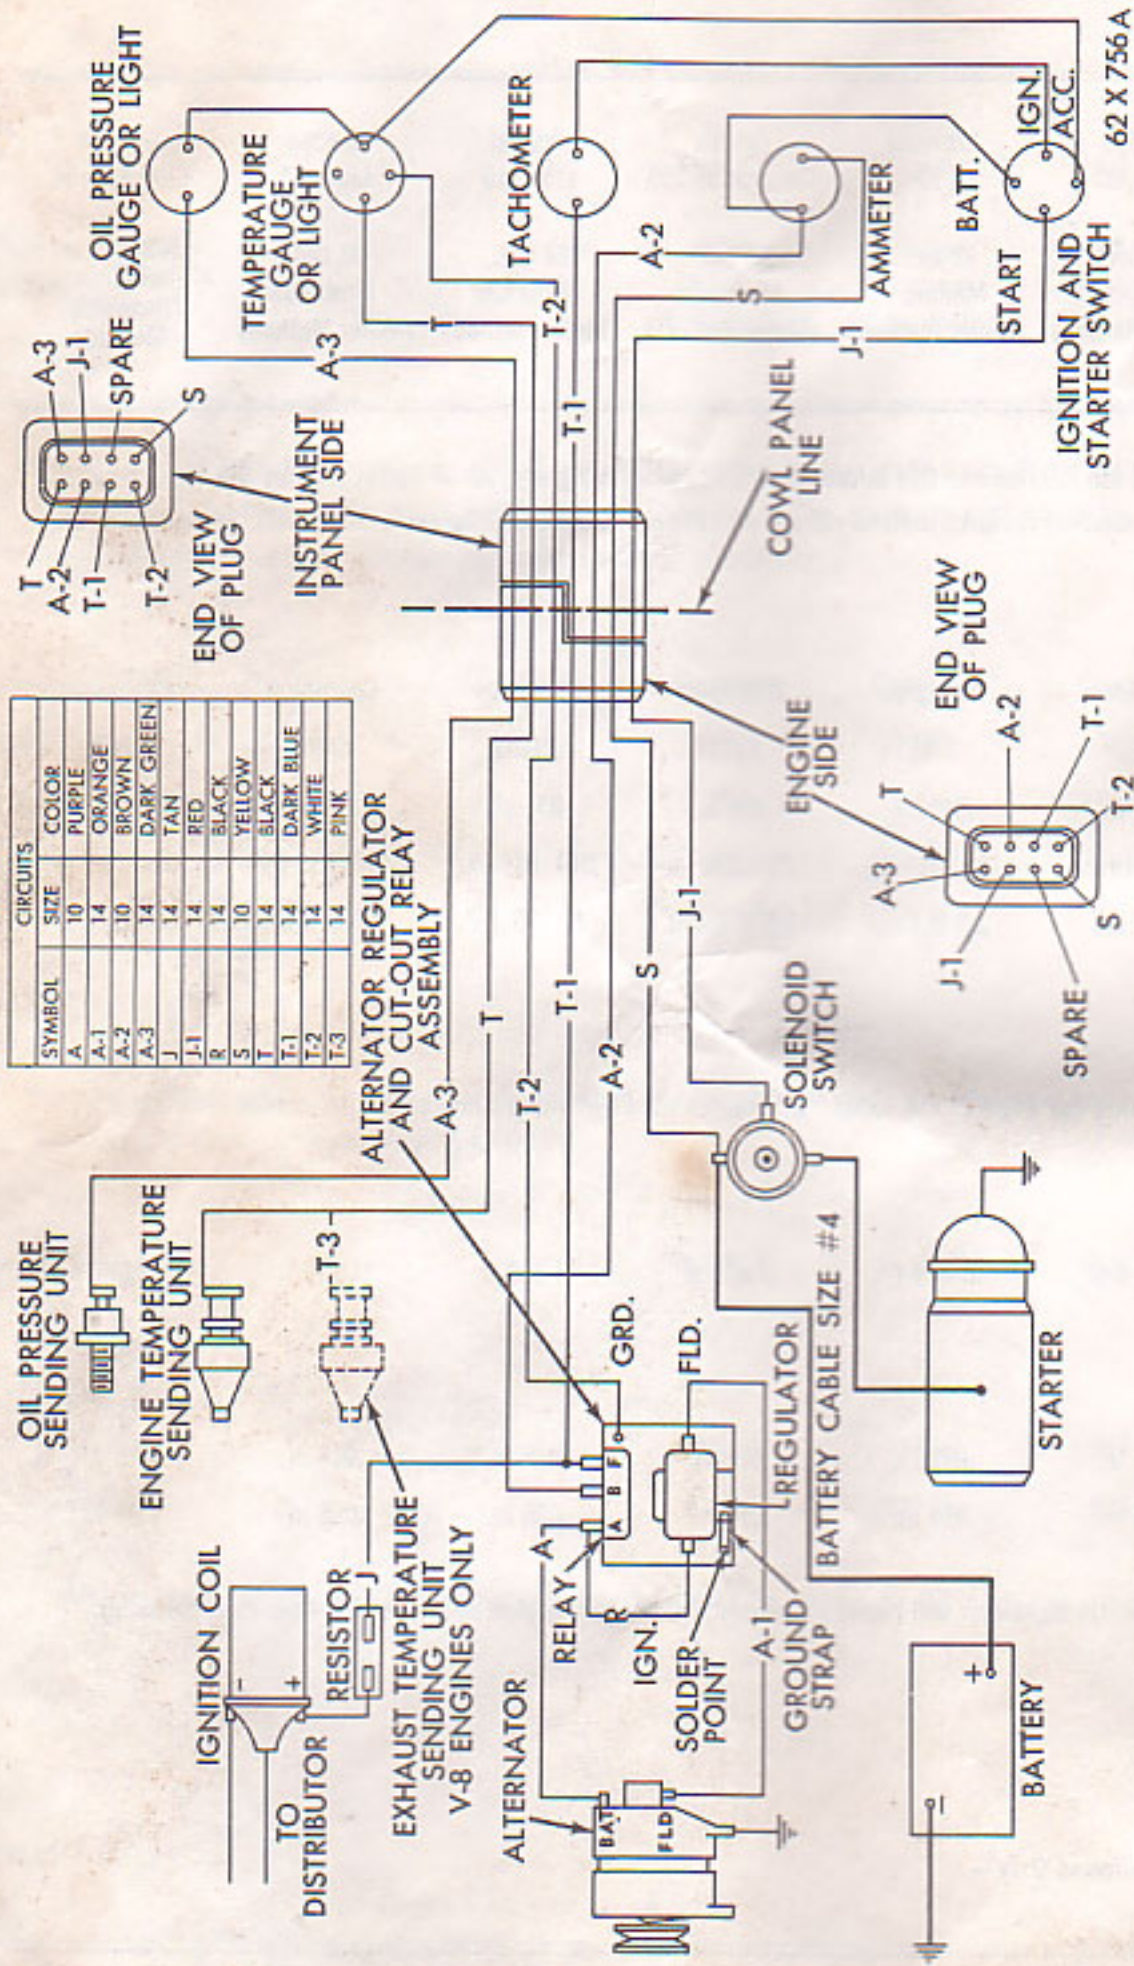 OIL PRESSURE
SENDING UNIT
ENGINE TEMPERATURE
SENDING UNIT
IGNITION COIL
-
+
TO
DISTRIBUTOR
RESISTOR
J
EXHAUST TEMPERATURE
SENDING UNIT
V-8 ENGINES ONLY
T-3
CIRCUITS
SYMBOL SIZE COLOR
A 10 PURPLE
A-1 14 ORANGE
A-2 10 BROWN
A-3 14 DARK GREEN
J 14 TAN
J-1 14 RED
R 14 BLACK
S 10 YELLOW
T 14 BLACK
T-1 14 DARK BLUE
T-2 14 WHITE
T-3 14 PINK
ALTERNATOR REGULATOR
AND CUT-OUT RELAY
ASSEMBLY
A-3
T
T-2
T-1
A-2
S
J-1
T
A-2
T-1
T-2
A-3
J-1
SPARE
S
END VIEW
OF PLUG
INSTRUMENT
PANEL SIDE
OIL PRESSURE
GAUGE OR LIGHT
TEMPERATURE
GAUGE
OR LIGHT
A-3
T
T-2
T-1
TACHOMETER
A-2
S
AMMETER
J-1
BATT.
IGN.
ACC.
START
IGNITION AND
STARTER SWITCH
COWL PANEL
LINE
ENGINE
SIDE
END VIEW
OF PLUG
A-3
T
J-1
A-2
SPARE
T-1
S
T-2
ALTERNATOR
BAT
FLD
A
RELAY
A B F
GRD.
FLD.
R
IGN.
SOLDER
POINT
A-1
GROUND
STRAP
REGULATOR
BATTERY CABLE SIZE #4
SOLENOID
SWITCH
STARTER
BATTERY
-
+
62 X 756 A